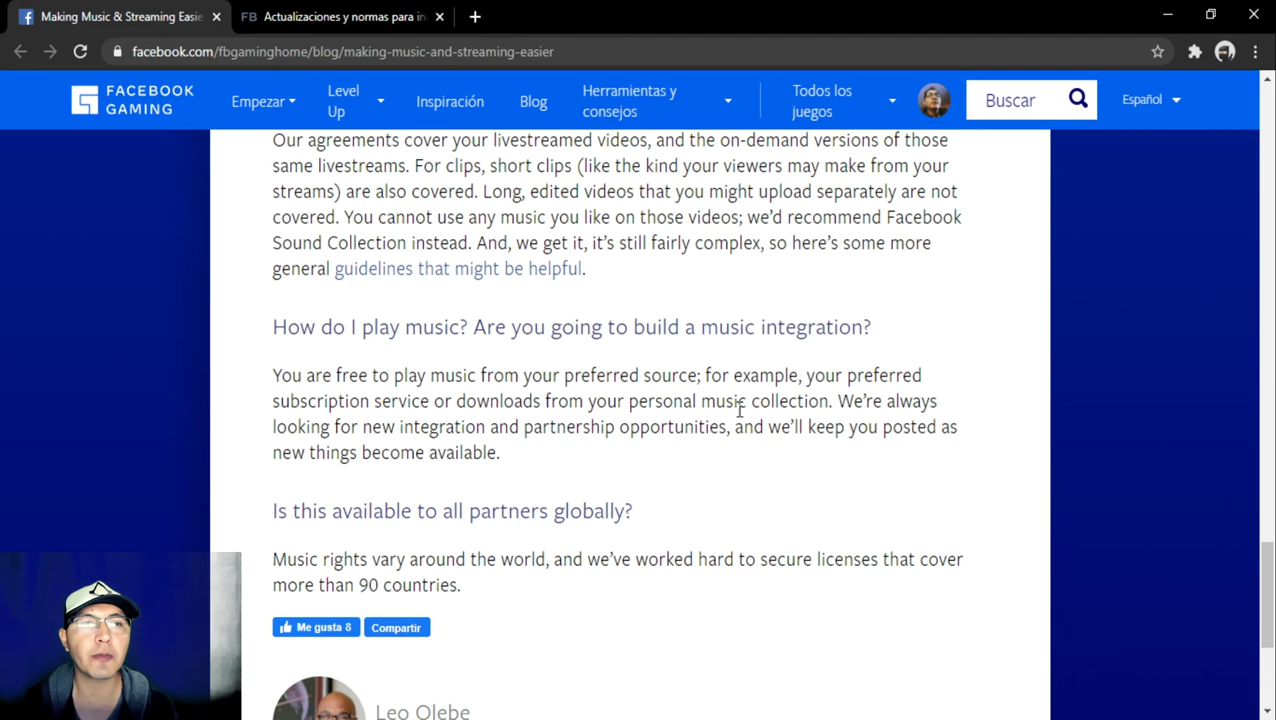 Making Music & Streaming Easie
FB Actualizaciones y normas para in
facebook.com/fbgaminghome/blog/making-music-and-streaming-easier
FACEBOOK
GAMING
Empezar
Level
Up
Inspiración
Blog
Herramientas y
consejos
Todos los
juegos
Buscar
Español
Our agreements cover your livestreamed videos, and the on-demand versions of those
same livestreams. For clips, short clips (like the kind your viewers may make from your
streams) are also covered. Long, edited videos that you might upload separately are not
covered. You cannot use any music you like on those videos; we’d recommend Facebook
Sound Collection instead. And, we get it, it’s still fairly complex, so here’s some more
general guidelines that might be helpful.
How do I play music? Are you going to build a music integration?
You are free to play music from your preferred source; for example, your preferred
subscription service or downloads from your personal music collection. We’re always
looking for new integration and partnership opportunities, and we’ll keep you posted as
new things become available.
Is this available to all partners globally?
Music rights vary around the world, and we’ve worked hard to secure licenses that cover
more than 90 countries.
Me gusta 8
Compartir
Leo Olebe